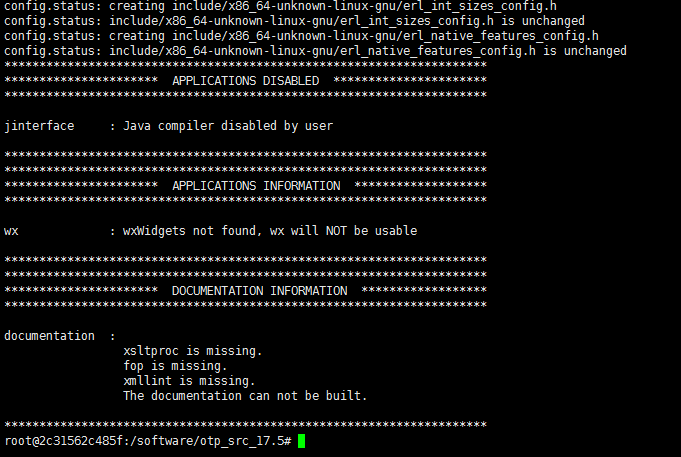 config.status: creating include/x86_64-unknown-linux-gnu/erl_int_sizes_config.h
config.status: include/x86_64-unknown-linux-gnu/erl_int_sizes_config.h is unchanged
config.status: creating include/x86_64-unknown-linux-gnu/erl_native_features_config.h
config.status: include/x86_64-unknown-linux-gnu/erl_native_features_config.h is unchanged
*********************************************************************
**********************  APPLICATIONS DISABLED  **********************
*********************************************************************
jinterface     : Java compiler disabled by user
*********************************************************************
*********************************************************************
**********************  APPLICATIONS INFORMATION  *******************
*********************************************************************
wx             : wxWidgets not found, wx will NOT be usable
*********************************************************************
*********************************************************************
**********************  DOCUMENTATION INFORMATION  ******************
*********************************************************************
documentation  :
                 xsltproc is missing.
                 fop is missing.
                 xmllint is missing.
                 The documentation can not be built.
*********************************************************************
root@2c31562c485f:/software/otp_src_17.5#